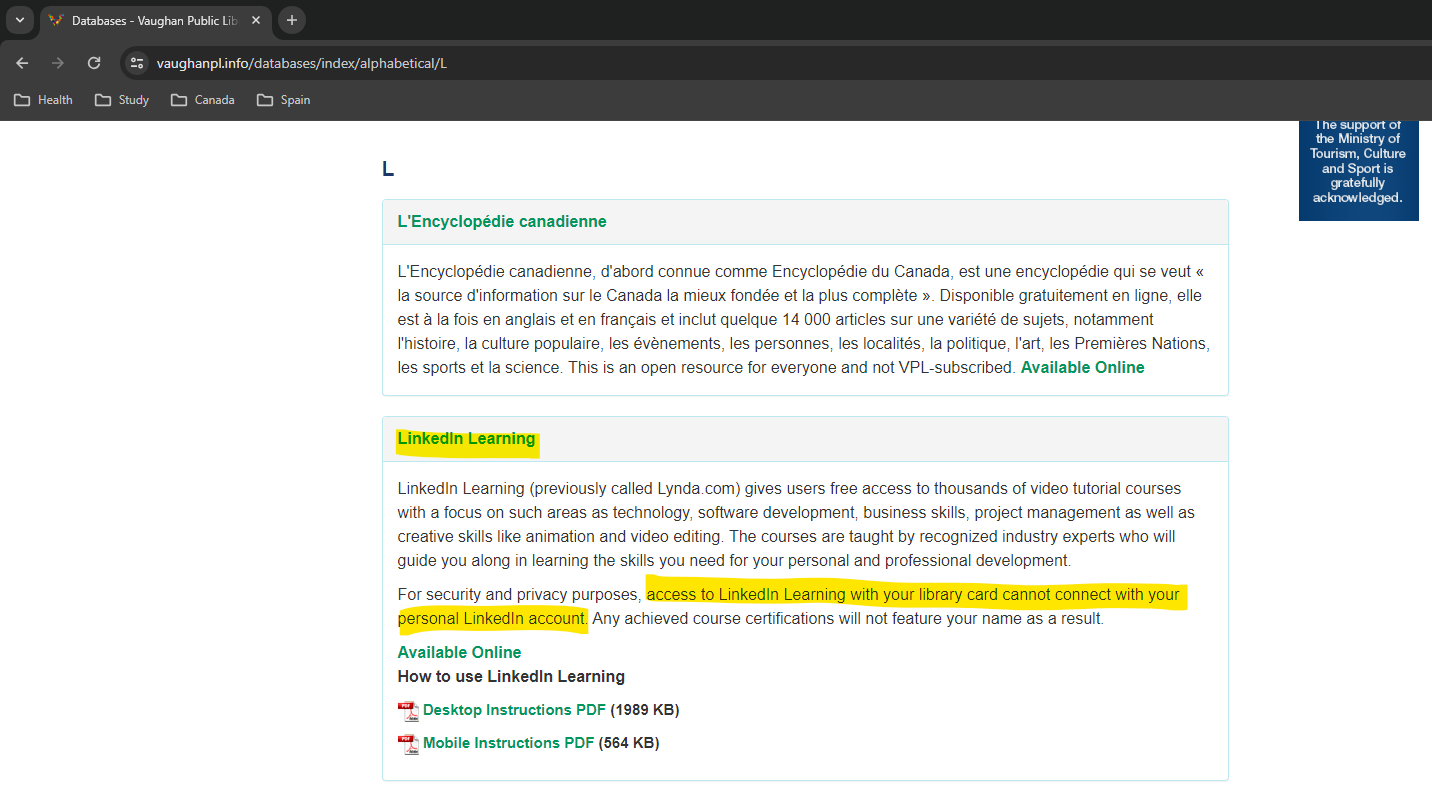 Databases - Vaughan Public Lib
vaughanpl.info/databases/index/alphabetical/L
Health Study Canada Spain
The support of
the Ministry of
Tourism, Culture
and Sport is
gratefully
acknowledged.
L
L'Encyclopédie canadienne
L'Encyclopédie canadienne, d'abord connue comme Encyclopédie du Canada, est une encyclopédie qui se veut «
la source d'information sur le Canada la mieux fondée et la plus complète ». Disponible gratuitement en ligne, elle
est à la fois en anglais et en français et inclut quelque 14 000 articles sur une variété de sujets, notamment
l'histoire, la culture populaire, les évènements, les personnes, les localités, la politique, l'art, les Premières Nations,
les sports et la science. This is an open resource for everyone and not VPL-subscribed. Available Online
LinkedIn Learning
LinkedIn Learning (previously called Lynda.com) gives users free access to thousands of video tutorial courses
with a focus on such areas as technology, software development, business skills, project management as well as
creative skills like animation and video editing. The courses are taught by recognized industry experts who will
guide you along in learning the skills you need for your personal and professional development.
For security and privacy purposes, access to LinkedIn Learning with your library card cannot connect with your
personal LinkedIn account. Any achieved course certifications will not feature your name as a result.
Available Online
How to use LinkedIn Learning
Desktop Instructions PDF (1989 KB)
Mobile Instructions PDF (564 KB)